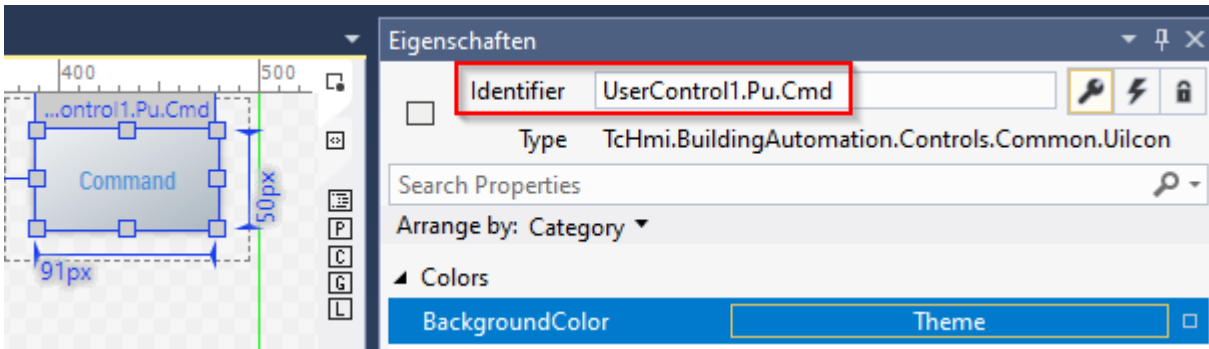 Eigenschaften
400 500
Identifier UserControl1.Pu.Cmd
...ontrol1.Pu.Cmd
Type TcHmi.BuildingAutomation.Controls.Common.UiIcon
Command
50px
Search Properties
P
Arrange by: Category
C
91px
G
Colors
L
BackgroundColor Theme